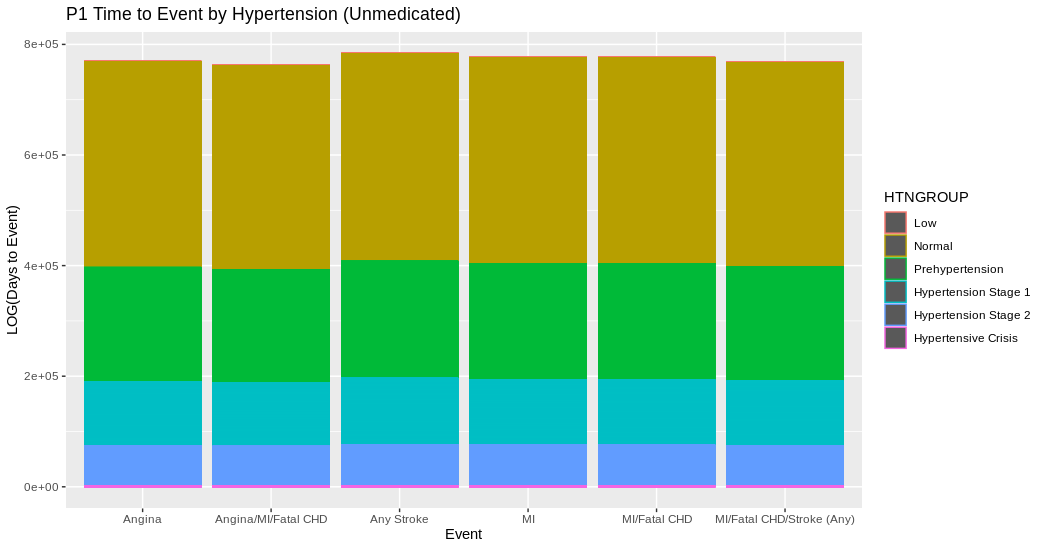 P1 Time to Event by Hypertension (Unmedicated)
LOG(Days to Event)
8e+05
6e+05
4e+05
2e+05
0e+00
Angina
Angina/MI/Fatal CHD
Any Stroke
MI
MI/Fatal CHD
MI/Fatal CHD/Stroke (Any)
Event
HTNGROUP
Low
Normal
Prehypertension
Hypertension Stage 1
Hypertension Stage 2
Hypertensive Crisis